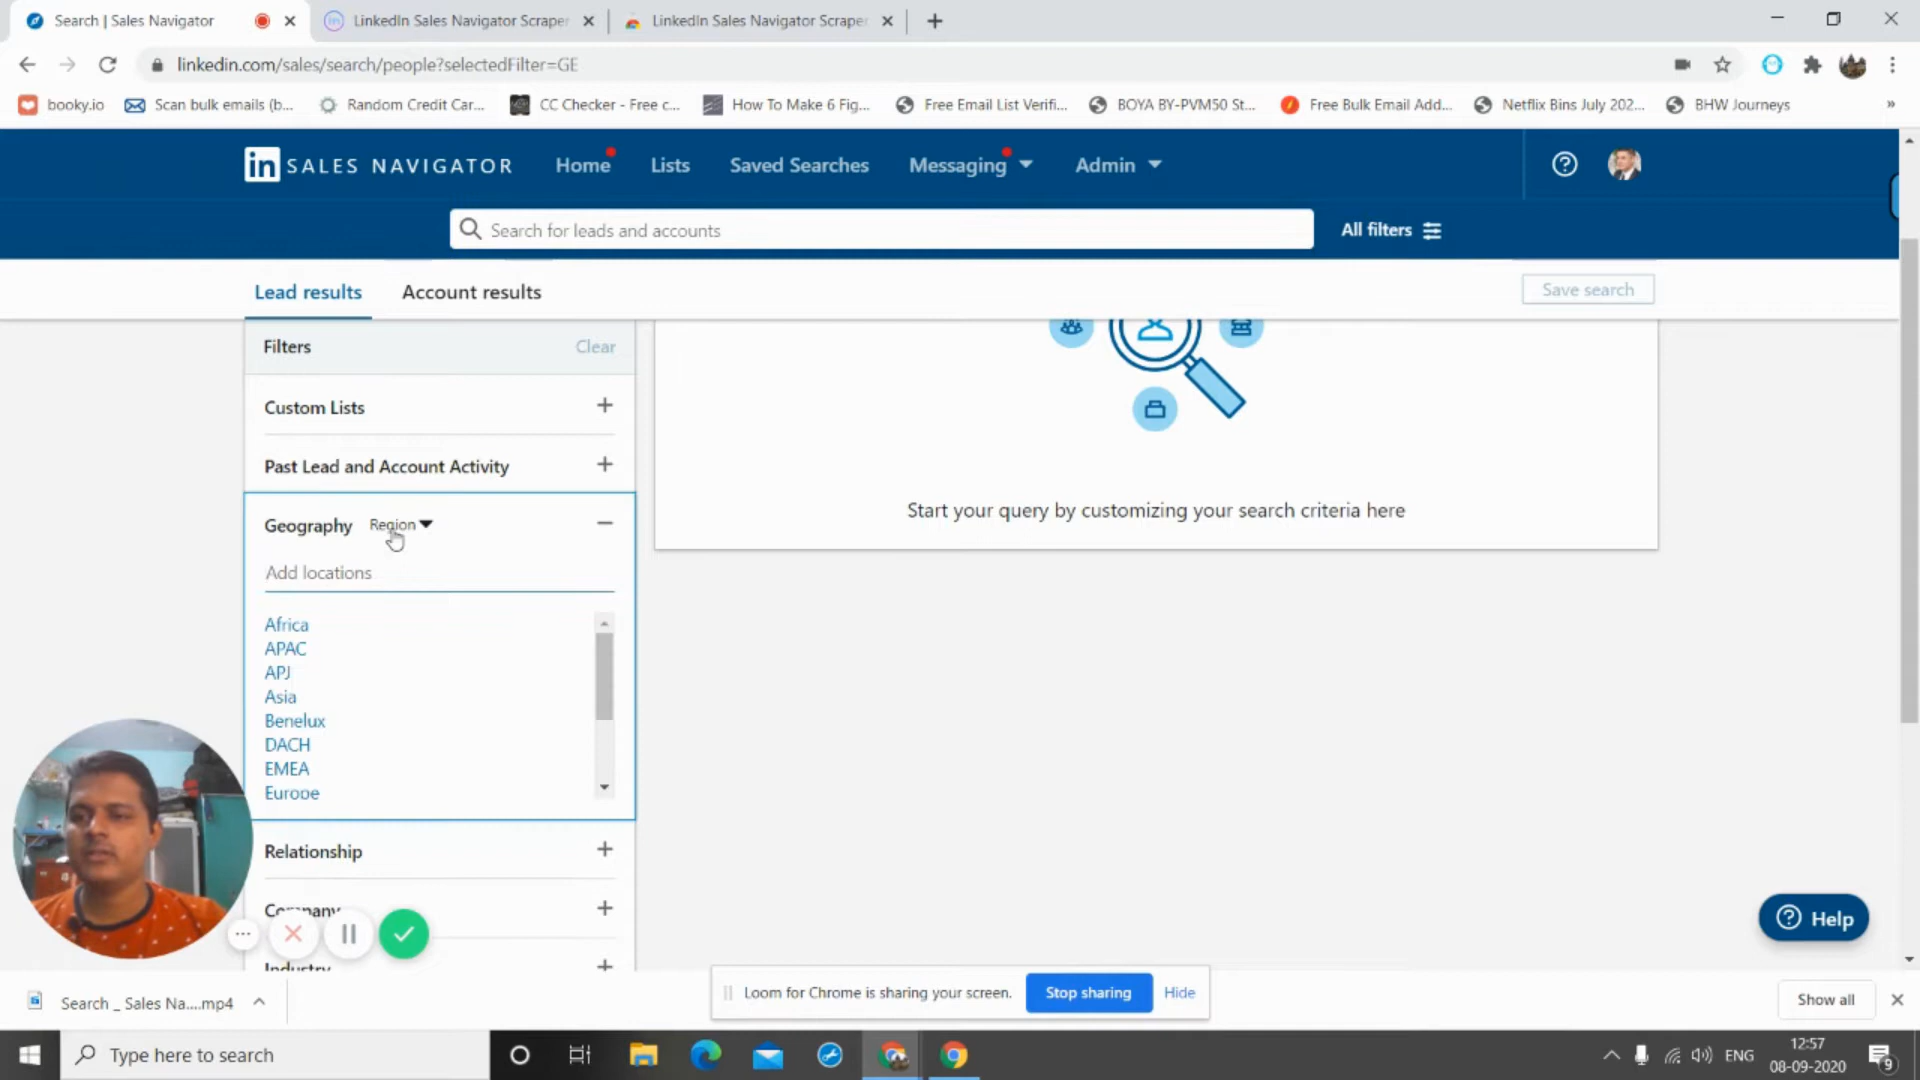 Search | Sales Navigator
LinkedIn Sales Navigator Scraper
LinkedIn Sales Navigator Scrape
linkedin.com/sales/search/people?selectedFilter=GE
booky.io
Scan bulk emails (b...
Random Credit Car...
CC Checker - Free c...
How To Make 6 Fig...
Free Email List Verifi...
BOYA BY-PVM50 St...
Free Bulk Email Add...
Netflix Bins July 202...
BHW Journeys
»
in SALES NAVIGATOR
Home
Lists
Saved Searches
Messaging
Admin
Search for leads and accounts
All filters
Lead results
Account results
Save search
Filters
Clear
Custom Lists
Past Lead and Account Activity
Geography
Region
Add locations
Africa
APAC
APJ
Asia
Benelux
DACH
EMEA
Europe
Relationship
Company
Industry
Start your query by customizing your search criteria here
Help
Loom for Chrome is sharing your screen.
Stop sharing
Hide
Search _ Sales Na....mp4
Show all
Type here to search
ENG
12:57
08-09-2020
9